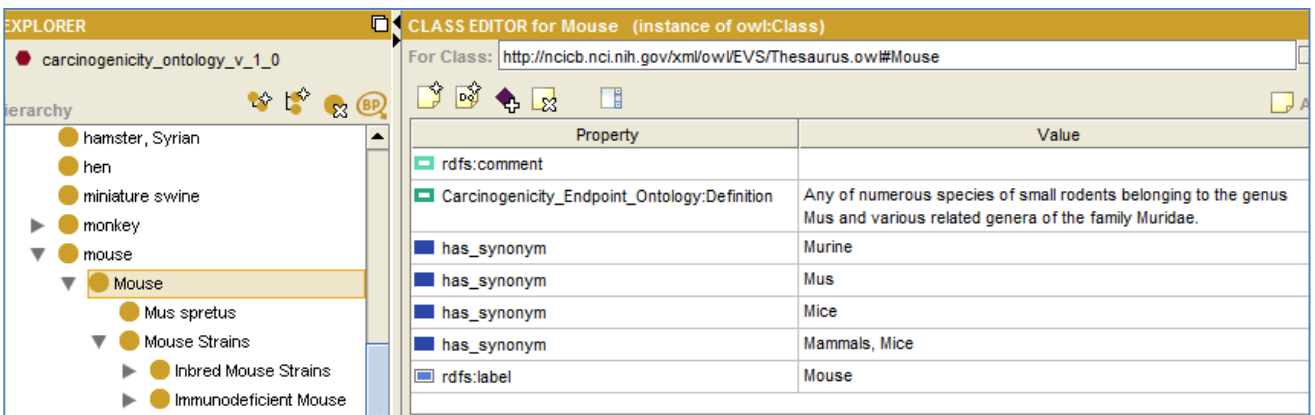 EXPLORER
carcinogenicity_ontology_v_1_0
ierarchy
BP
hamster, Syrian
hen
miniature swine
monkey
mouse
Mouse
Mus spretus
Mouse Strains
Inbred Mouse Strains
Immunodeficient Mouse
CLASS EDITOR for Mouse (instance of owl:Class)
For Class: http://ncicb.nci.nih.gov/xml/owl/EVS/Thesaurus.owl#Mouse
Property Value
rdfs:comment
Carcinogenicity_Endpoint_Ontology:Definition Any of numerous species of small rodents belonging to the genus
Mus and various related genera of the family Muridae.
has_synonym Murine
has_synonym Mus
has_synonym Mice
has_synonym Mammals, Mice
rdfs:label Mouse